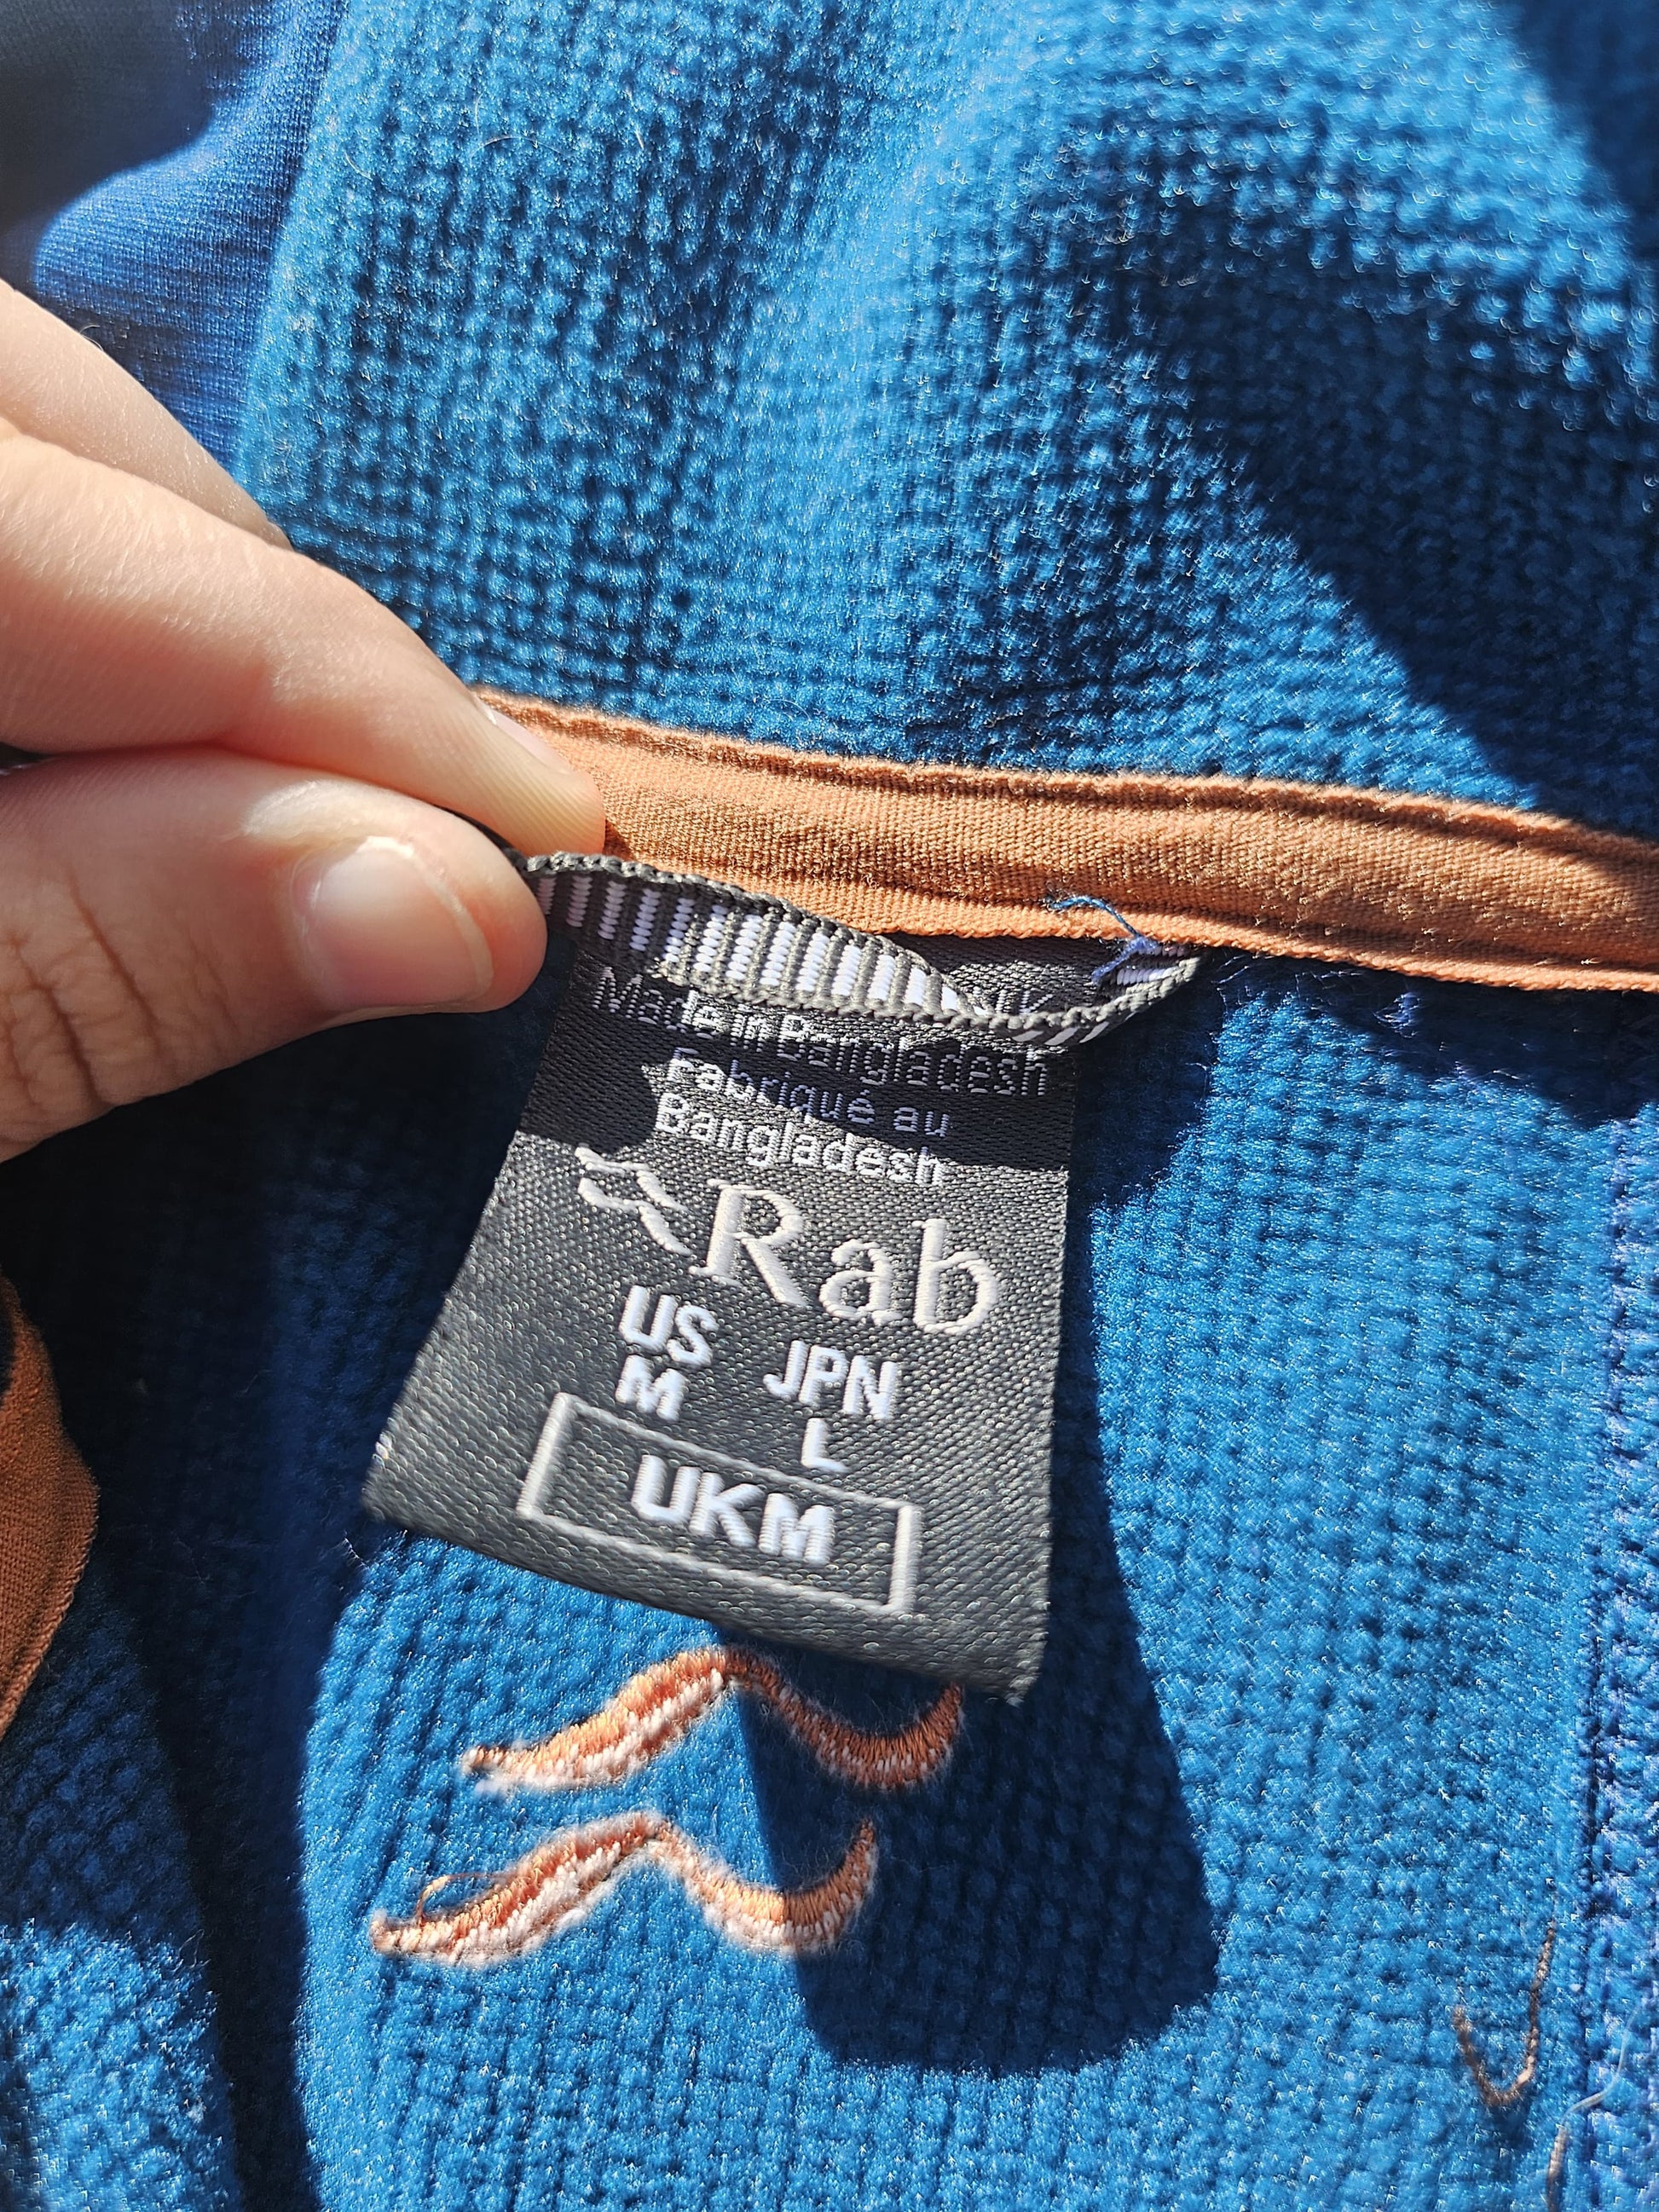 Made in Bangladesh
Fabriqué au
Bangladesh
Rab
US JPN
M L
UKM